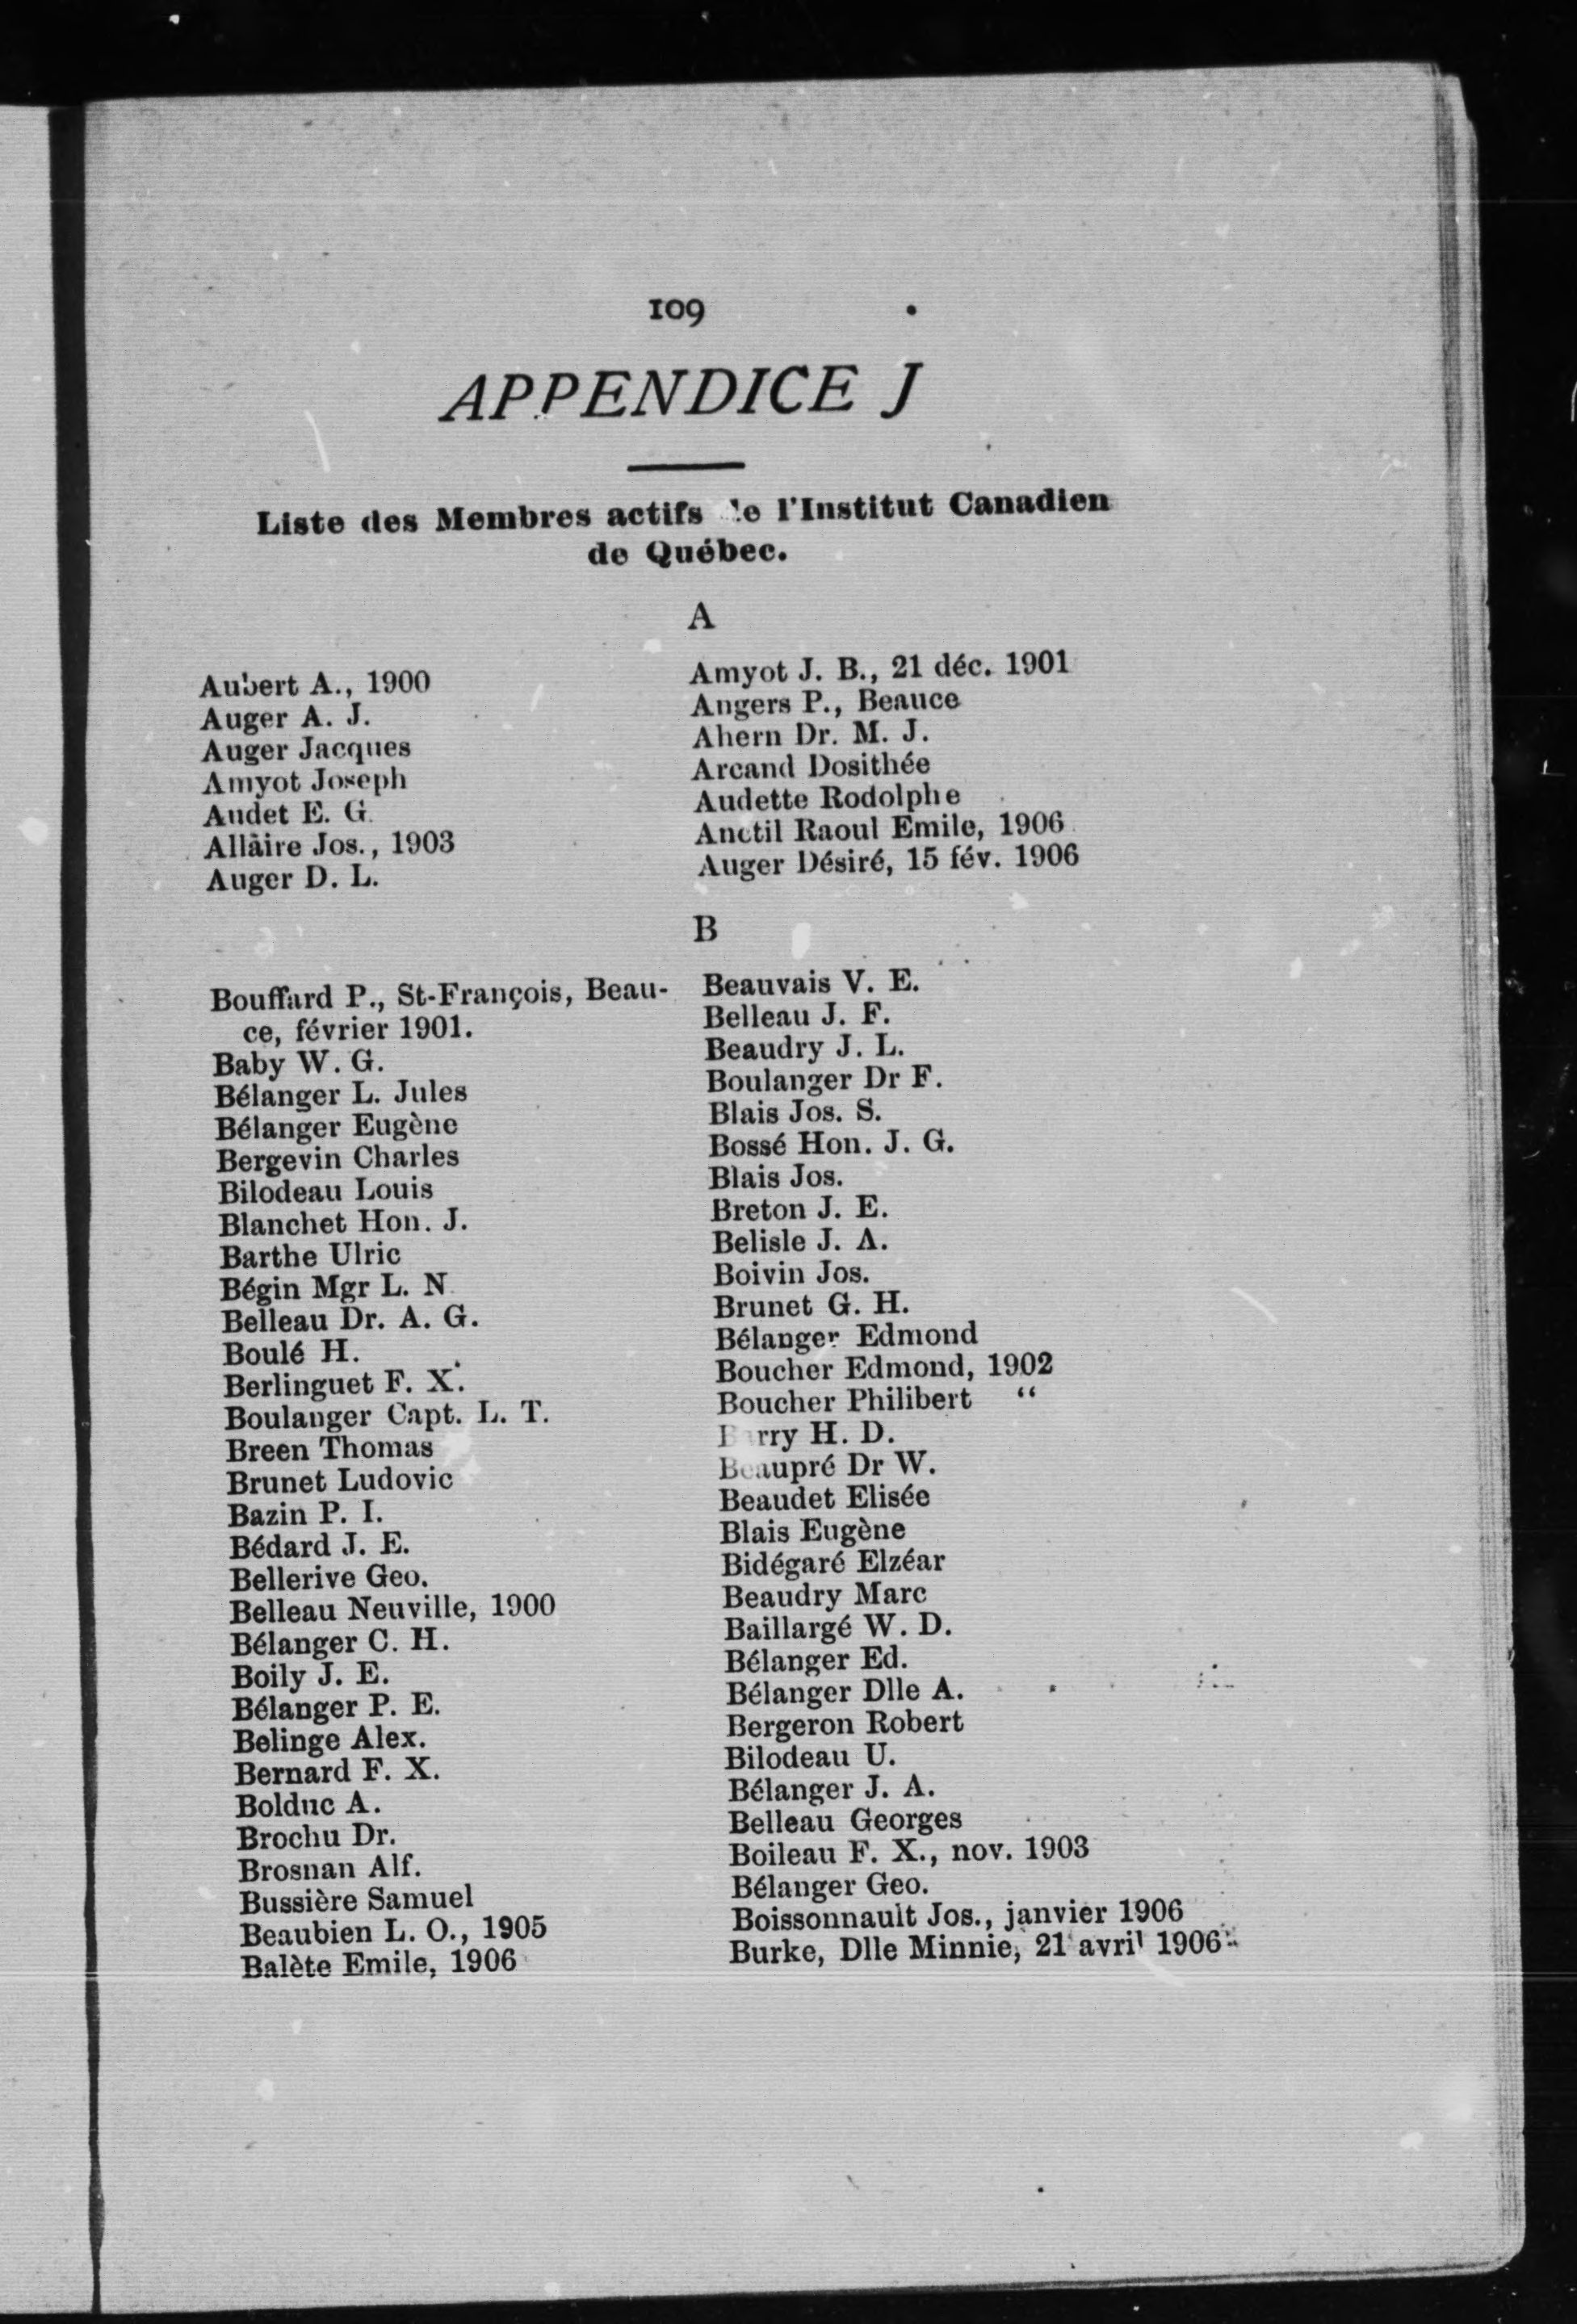 109
APPENDICE J
Liste des Membres actifs de l'Institut Canadien
de Québec.
A
Aubert A., 1900
Auger A. J.
Auger Jacques
Amyot Joseph
Audet E. G.
Allaire Jos., 1903
Auger D. L.
Amyot J. B., 21 déc. 1901
Angers P., Beauce
Ahern Dr. M. J.
Arcand Dosithée
Audette Rodolphe
Anctil Raoul Emile, 1906
Auger Désiré, 15 fév. 1906
B
Bouffard P., St-François, Beau-
ce, février 1901.
Baby W. G.
Bélanger L. Jules
Bélanger Eugène
Bergevin Charles
Bilodeau Louis
Blanchet Hon. J.
Barthe Ulric
Bégin Mgr L. N.
Belleau Dr. A. G.
Boulé H.
Berlinguet F. X.
Boulanger Capt. L. T.
Breen Thomas
Brunet Ludovic
Bazin P. I.
Bédard J. E.
Bellerive Geo.
Belleau Neuville, 1900
Bélanger C. H.
Boily J. E.
Bélanger P. E.
Belinge Alex.
Bernard F. X.
Bolduc A.
Brochu Dr.
Brosnan Alf.
Bussière Samuel
Beaubien L. O., 1905
Balète Emile, 1906
Beauvais V. E.
Belleau J. F.
Beaudry J. L.
Boulanger Dr F.
Blais Jos. S.
Bossé Hon. J. G.
Blais Jos.
Breton J. E.
Belisle J. A.
Boivin Jos.
Brunet G. H.
Bélanger Edmond
Boucher Edmond, 1902
Boucher Philibert "
Barry H. D.
Beaupré Dr W.
Beaudet Elisée
Blais Eugène
Bidégaré Elzéar
Beaudry Marc
Baillargé W. D.
Bélanger Ed.
Bélanger Dlle A.
Bergeron Robert
Bilodeau U.
Bélanger J. A.
Belleau Georges
Boileau F. X., nov. 1903
Bélanger Geo.
Boissonnault Jos., janvier 1906
Burke, Dlle Minnie, 21 avril 1906